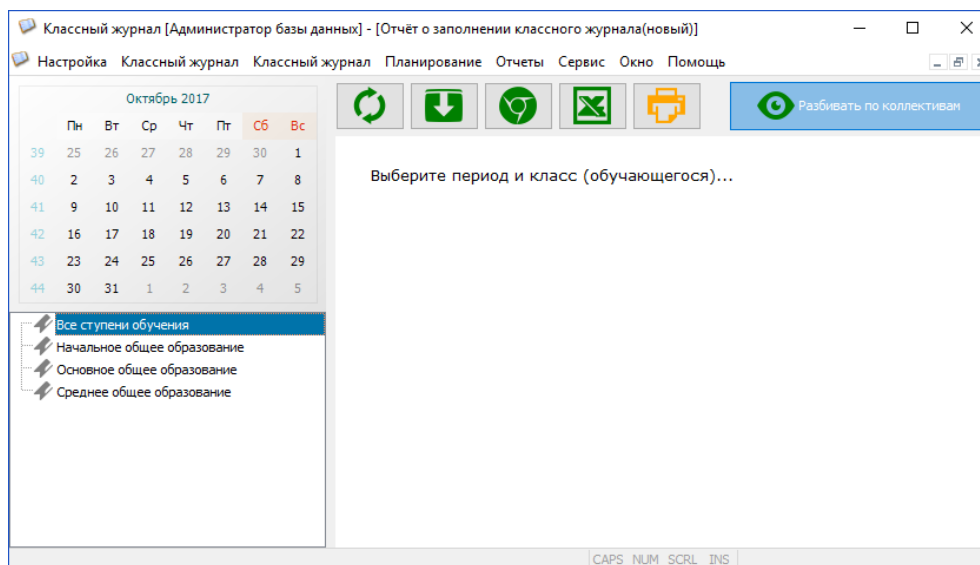 Классный журнал [Администратор базы данных] - [Отчёт о заполнении классного журнала(новый)]
Настройка Классный журнал Классный журнал Планирование Отчеты Сервис Окно Помощь
Октябрь 2017
Пн Вт Ср Чт Пт Сб Вс
39 25 26 27 28 29 30 1
40 2 3 4 5 6 7 8
41 9 10 11 12 13 14 15
42 16 17 18 19 20 21 22
43 23 24 25 26 27 28 29
44 30 31 1 2 3 4 5
Разбивать по коллективам
Выберите период и класс (обучающегося)...
Все ступени обучения
Начальное общее образование
Основное общее образование
Среднее общее образование
CAPS NUM SCRL INS